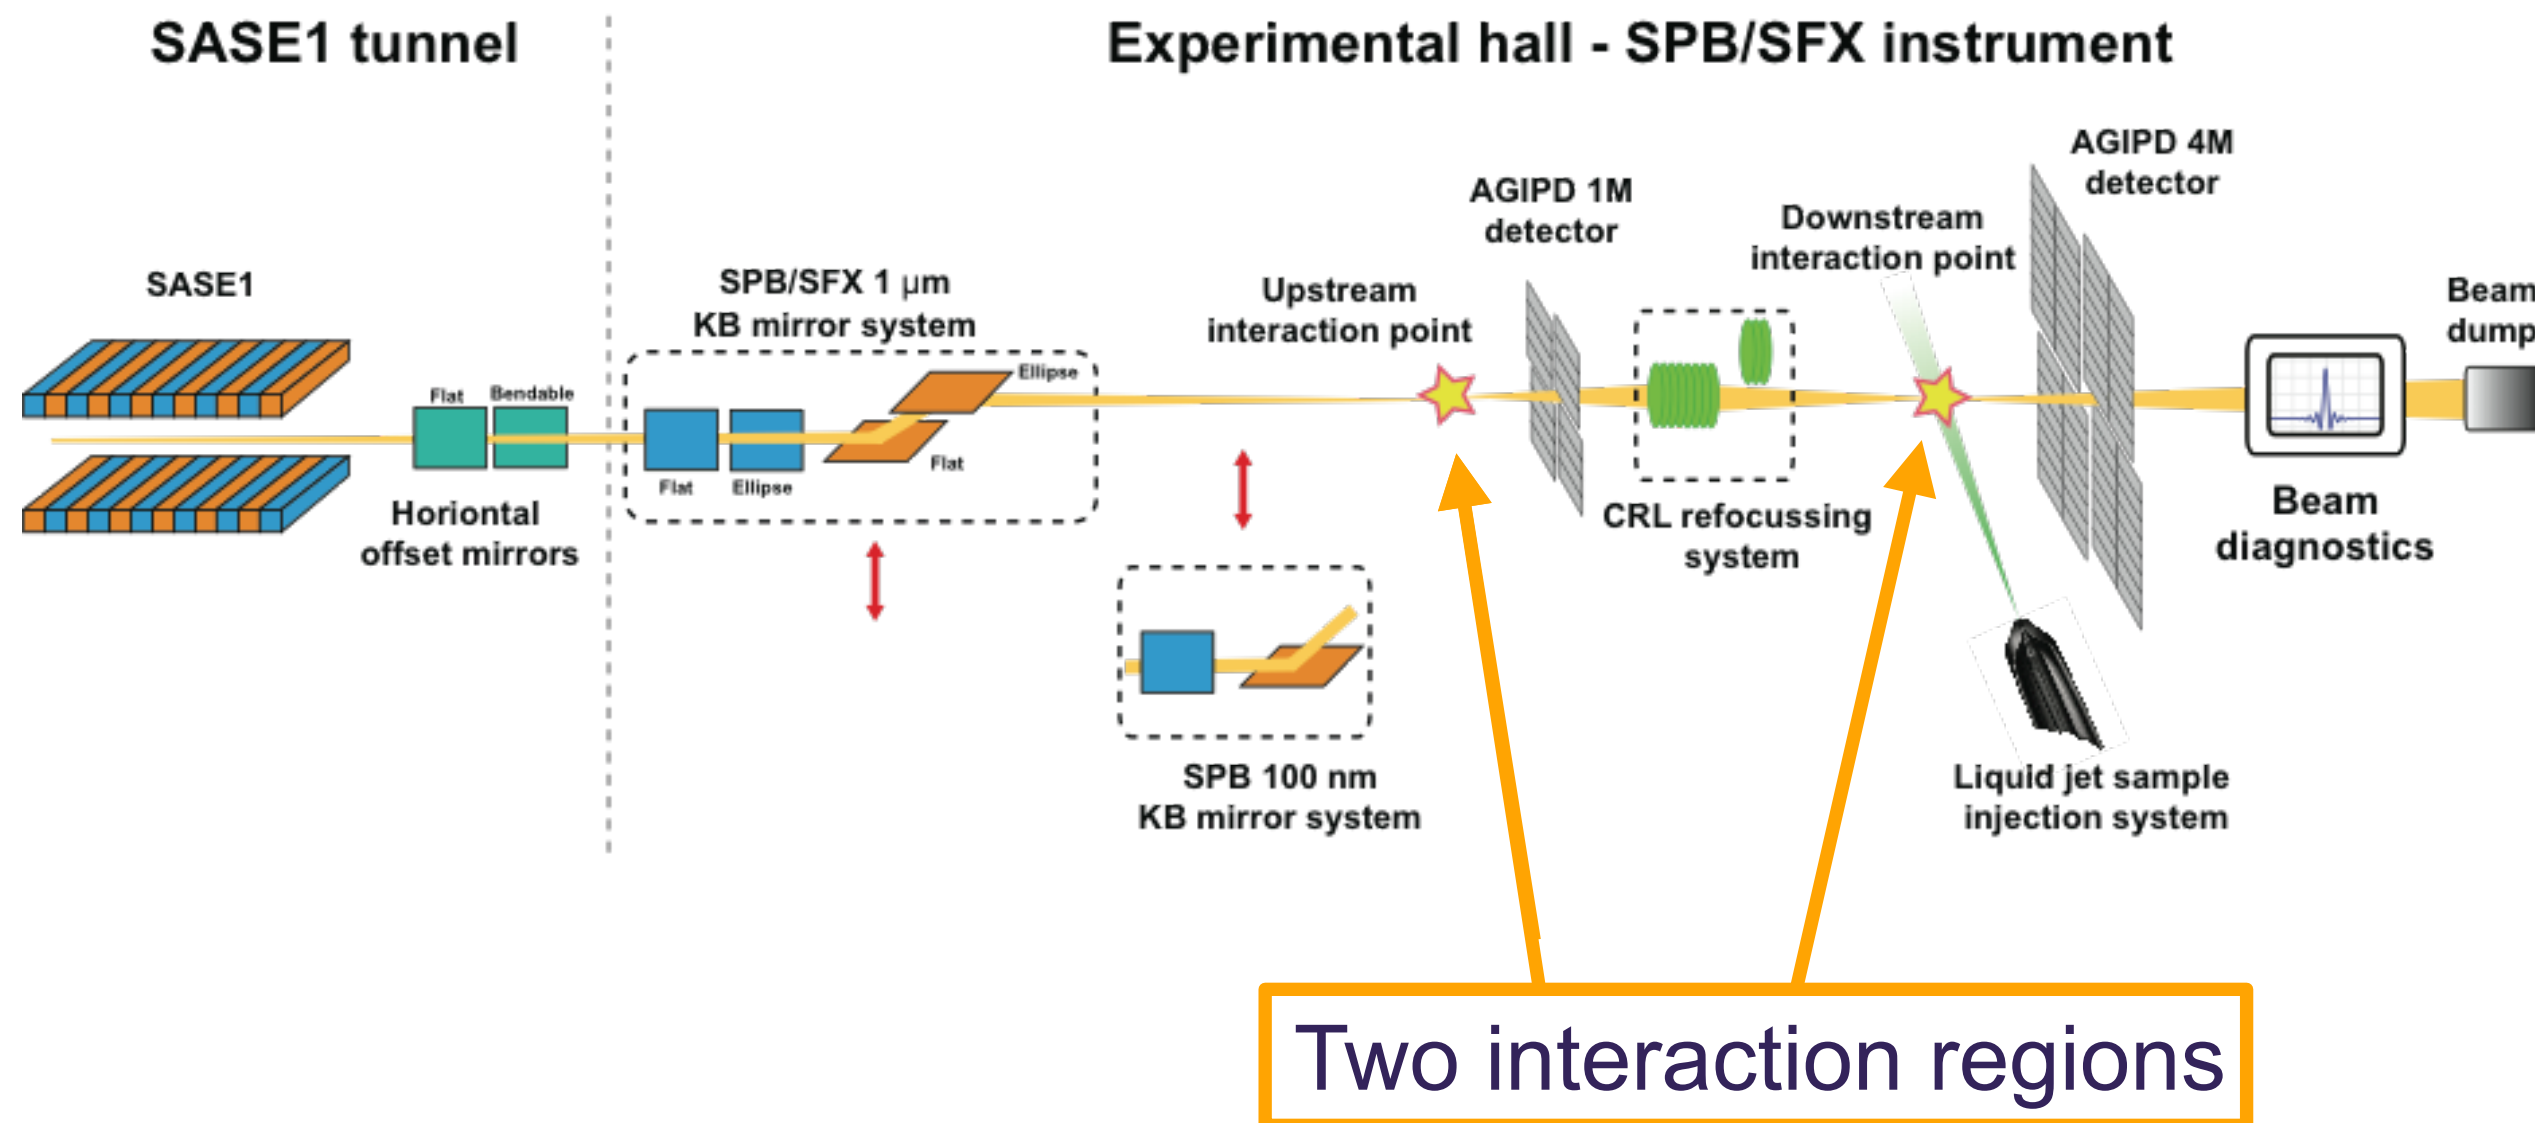 SASE1 tunnel
Experimental hall - SPB/SFX instrument
SASE1
Flat
Bendable
Horiontal
offset mirrors
SPB/SFX 1 µm
KB mirror system
Flat
Ellipse
Flat
Ellipse
SPB 100 nm
KB mirror system
Upstream
interaction point
AGIPD 1M
detector
CRL refocussing
system
Downstream
interaction point
Liquid jet sample
injection system
AGIPD 4M
detector
Beam
diagnostics
Beam
dump
Two interaction regions